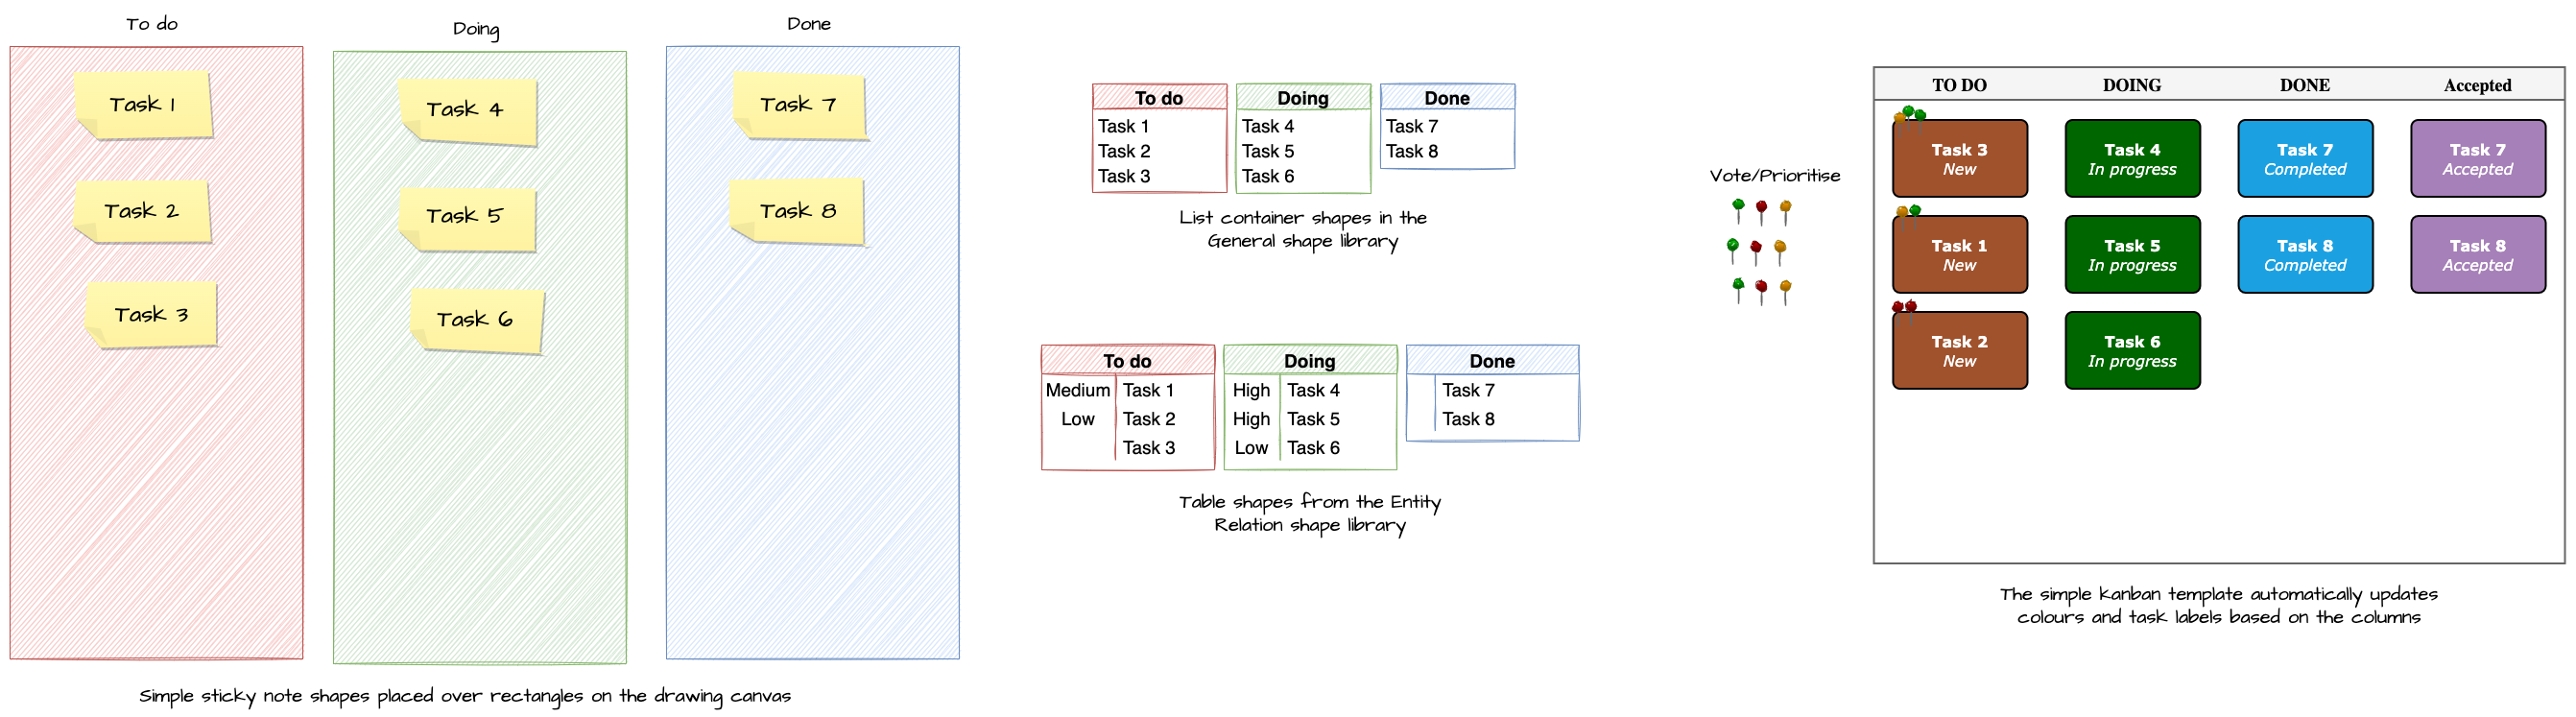 To do
Task 1
Task 2
Task 3
Doing
Task 4
Task 5
Task 6
Done
Task 7
Task 8
Simple sticky note shapes placed over rectangles on the drawing canvas
To do
Task 1
Task 2
Task 3
Doing
Task 4
Task 5
Task 6
Done
Task 7
Task 8
List container shapes in the
General shape library
To do
Medium Task 1
Low Task 2
Task 3
Doing
High Task 4
High Task 5
Low Task 6
Done
Task 7
Task 8
Table shapes from the Entity
Relation shape library
Vote/Prioritise
TO DO
Task 3
New
Task 1
New
Task 2
New
DOING
Task 4
In progress
Task 5
In progress
Task 6
In progress
DONE
Task 7
Completed
Task 8
Completed
Accepted
Task 7
Accepted
Task 8
Accepted
The simple kanban template automatically updates
colours and task labels based on the columns